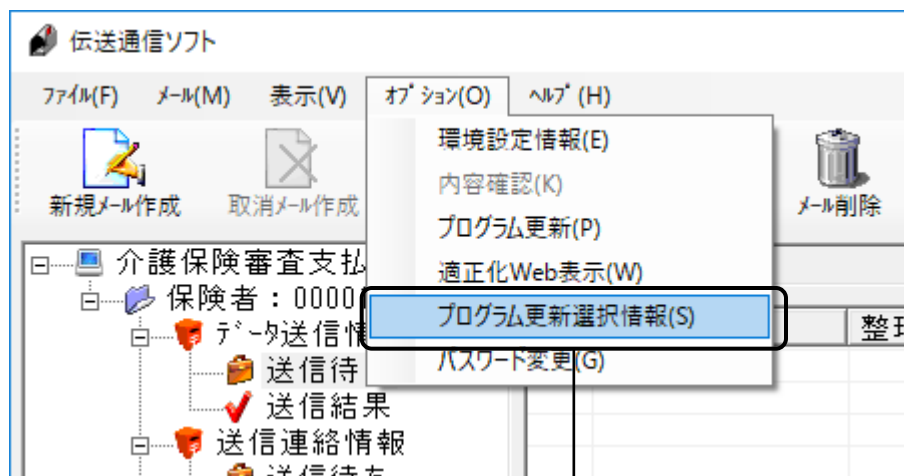 伝送通信ソフト
ファイル(F) メール(M) 表示(V) オプション(O) ヘルプ(H)
環境設定情報(E)
内容確認(K)
プログラム更新(P)
適正化Web表示(W)
プログラム更新選択情報(S)
パスワード変更(G)
新規メール作成 取消メール作成 メール削除
介護保険審査支払
保険者:0000
データ送信情
送信待
送信結果
送信連絡情報
送信待
整理